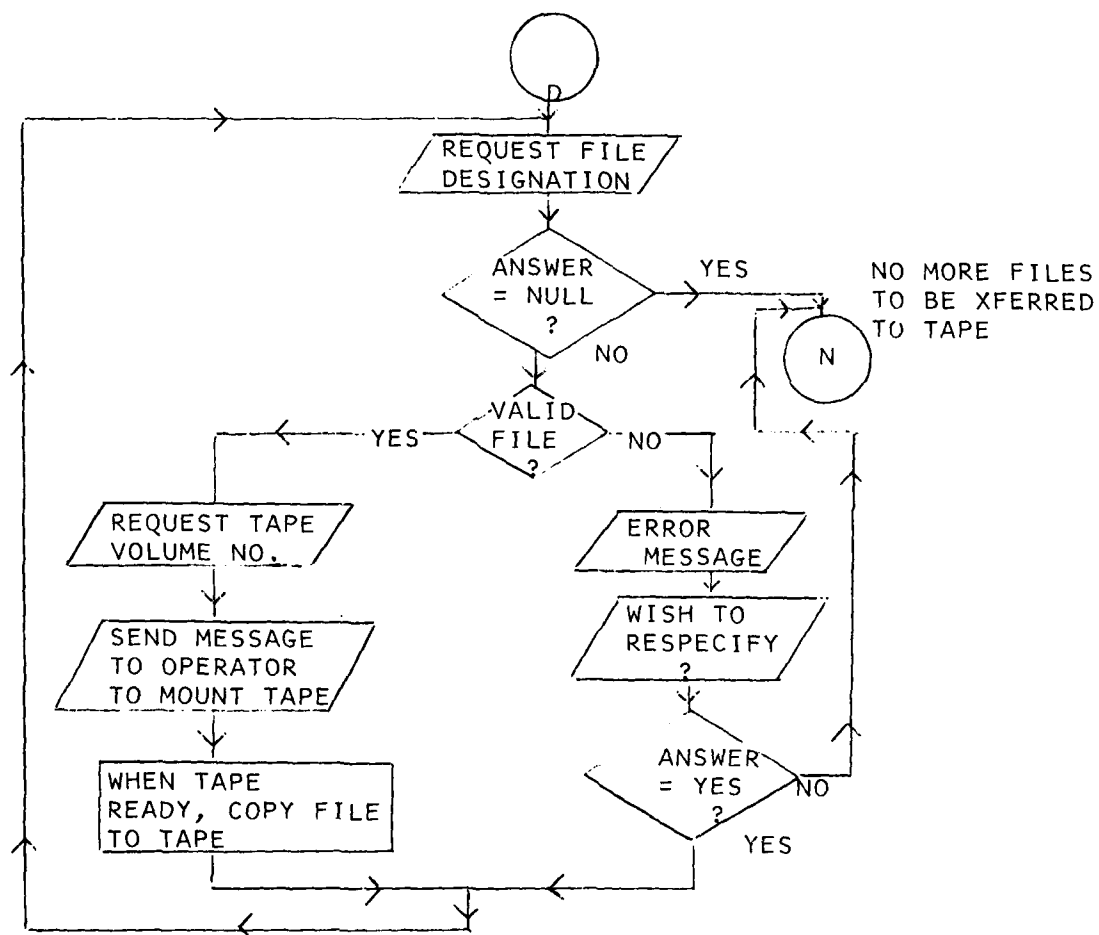 D
REQUEST FILE
DESIGNATION
ANSWER
= NULL
?
YES
NO MORE FILES
TO BE XFERRED
TO TAPE
N
NO
VALID
FILE
?
YES
NO
REQUEST TAPE
VOLUME NO.
SEND MESSAGE
TO OPERATOR
TO MOUNT TAPE
WHEN TAPE
READY, COPY FILE
TO TAPE
ERROR
MESSAGE
WISH TO
RESPECIFY
?
ANSWER
= YES
?
NO
YES